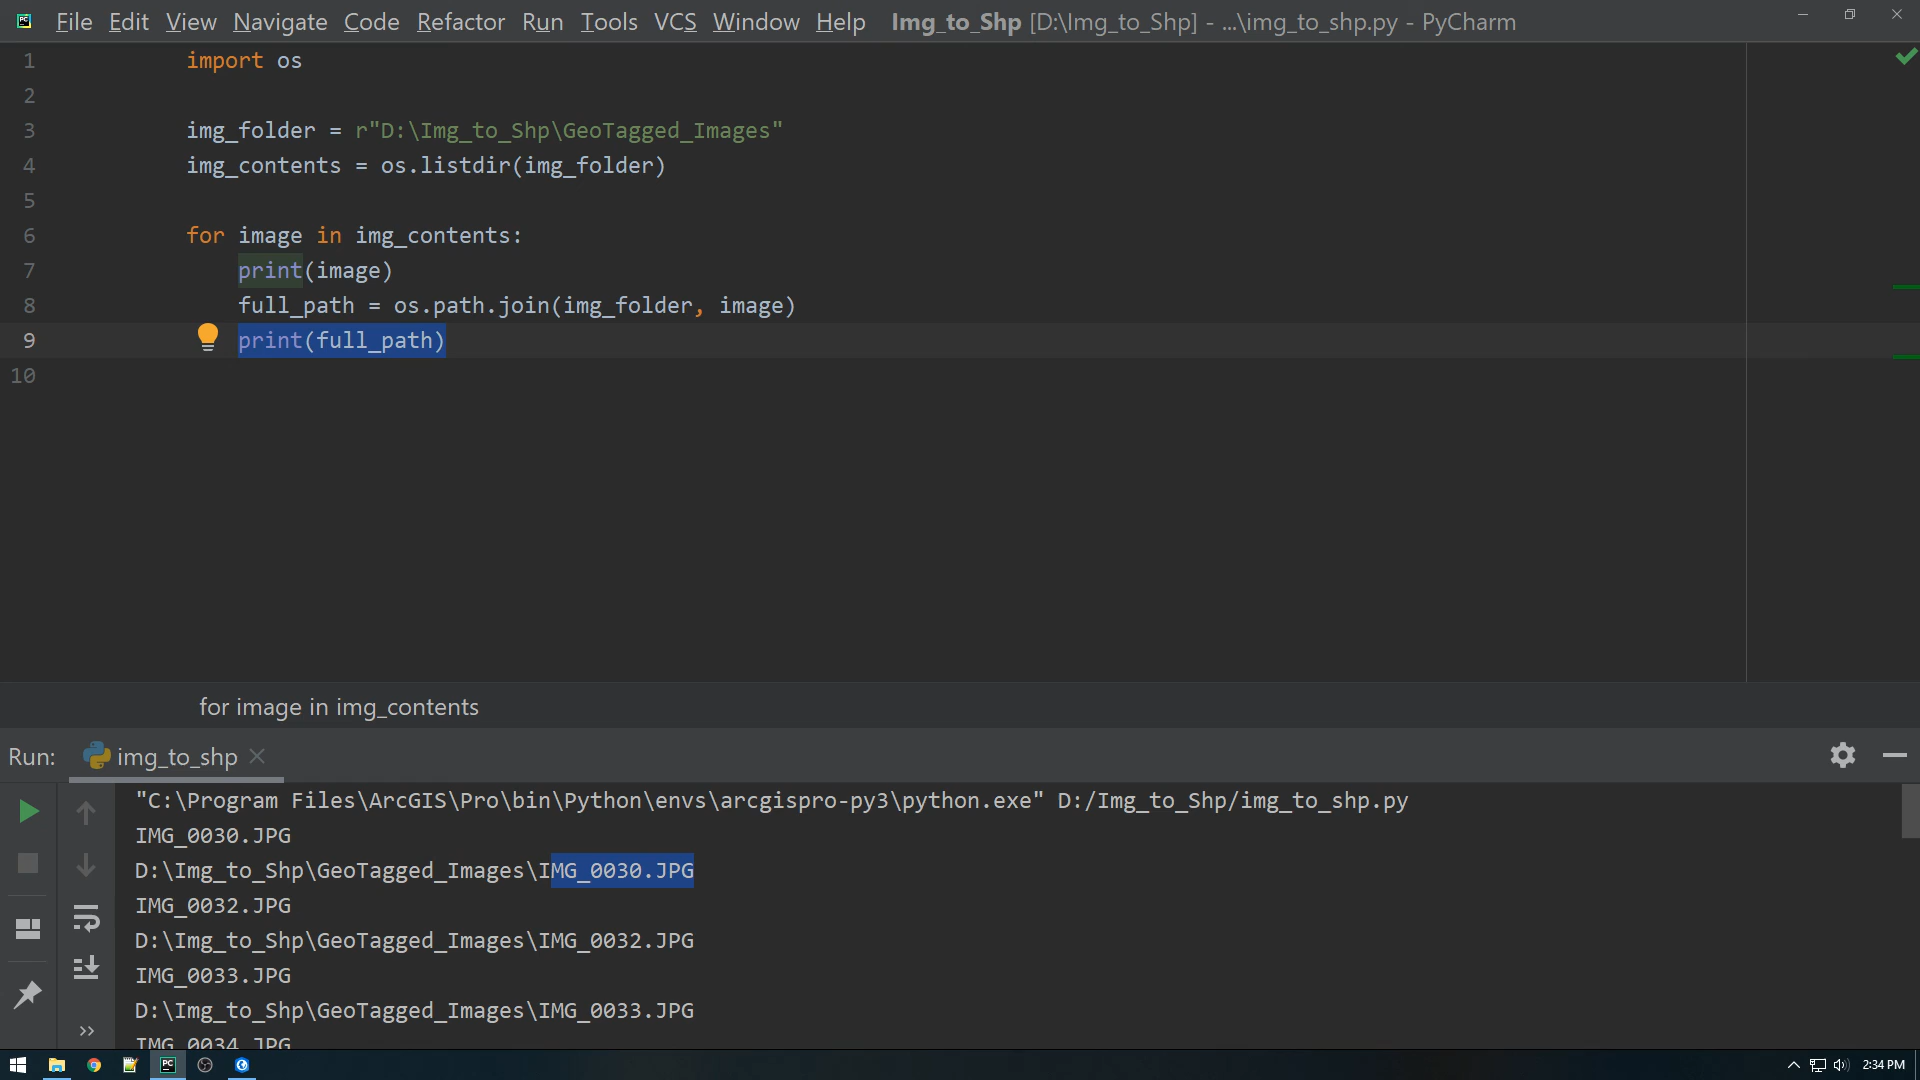 File Edit View Navigate Code Refactor Run Tools VCS Window Help Img_to_Shp [D:\Img_to_Shp] - ...\img_to_shp.py - PyCharm
1 import os
2
3 img_folder = r"D:\Img_to_Shp\GeoTagged_Images"
4 img_contents = os.listdir(img_folder)
5
6 for image in img_contents:
7 print(image)
8 full_path = os.path.join(img_folder, image)
9 print(full_path)
10
for image in img_contents
Run: img_to_shp
"C:\Program Files\ArcGIS\Pro\bin\Python\envs\arcgispro-py3\python.exe" D:/Img_to_Shp/img_to_shp.py
IMG_0030.JPG
D:\Img_to_Shp\GeoTagged_Images\IMG_0030.JPG
IMG_0032.JPG
D:\Img_to_Shp\GeoTagged_Images\IMG_0032.JPG
IMG_0033.JPG
D:\Img_to_Shp\GeoTagged_Images\IMG_0033.JPG
IMG_0034.JPG
PC 2:34 PM